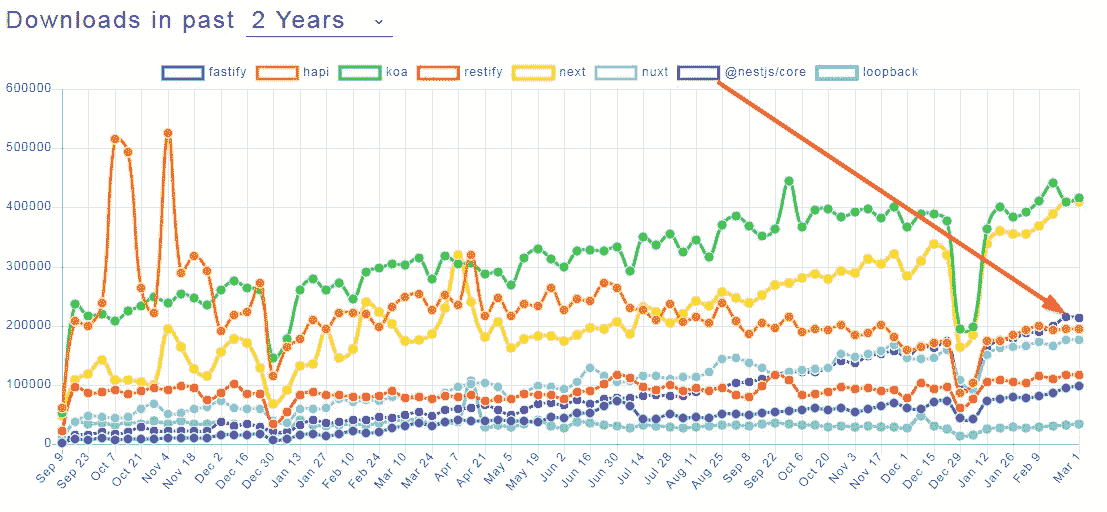 Downloads in past 2 Years
fastify hapi koa restify next nuxt @nestjs/core loopback
600000
500000
400000
300000
200000
100000
0
Sep 9 Sep 23 Oct 7 Oct 21 Nov 4 Nov 18 Dec 2 Dec 16 Dec 30 Jan 13 Jan 27 Feb 10 Feb 24 Mar 10 Mar 24 Apr 7 Apr 21 May 5 May 19 Jun 2 Jun 16 Jun 30 Jul 14 Jul 28 Aug 11 Aug 25 Sep 8 Sep 22 Oct 6 Oct 20 Nov 3 Nov 17 Dec 1 Dec 15 Dec 29 Jan 12 Jan 26 Feb 9 Mar 1